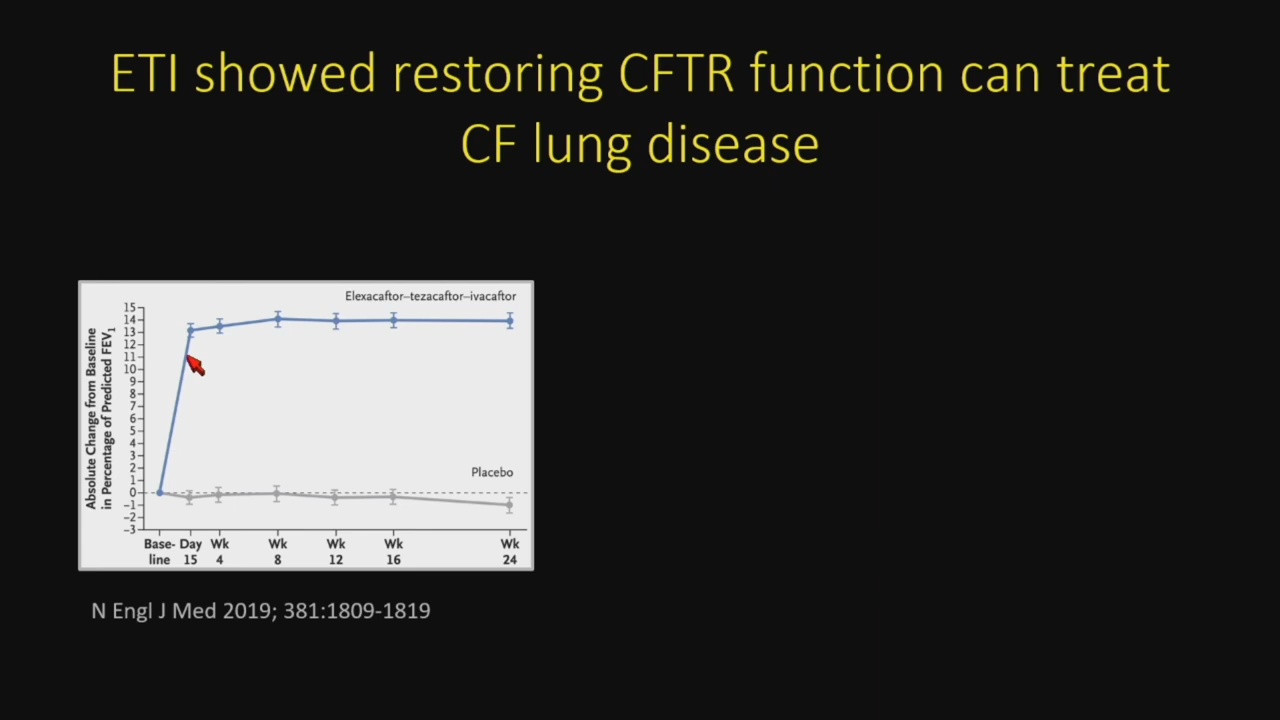 ETI showed restoring CFTR function can treat
CF lung disease
Elexacaftor–tezacaftor–ivacaftor
Absolute Change from Baseline
in Percentage of Predicted FEV1
15
14
13
12
11
10
9
8
7
6
5
4
3
2
1
0
−1
−2
−3
Placebo
Base- Day Wk Wk Wk Wk Wk
line 15 4 8 12 16 24
N Engl J Med 2019; 381:1809-1819